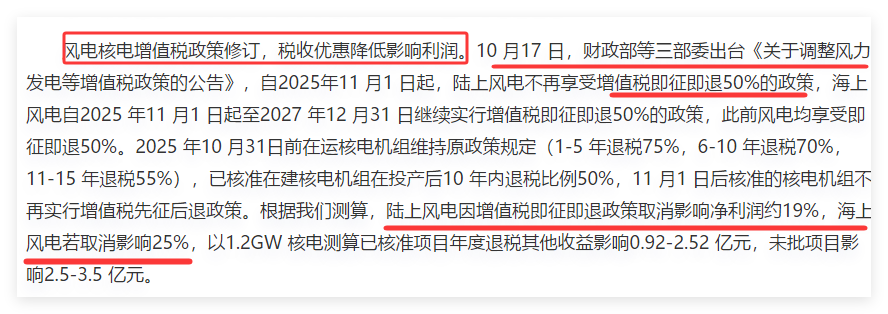 风电核电增值税政策修订，税收优惠降低影响利润。10 月17 日，财政部等三部委出台《关于调整风力
发电等增值税政策的公告》，自2025年11 月1 日起，陆上风电不再享受增值税即征即退50%的政策，海上
风电自2025 年11 月1 日起至2027 年12 月31 日继续实行增值税即征即退50%的政策，此前风电均享受即
征即退50%。2025 年10 月31日前在运核电机组维持原政策规定（1-5 年退税75%，6-10 年退税70%，
11-15 年退税55%），已核准在建核电机组在投产后10 年内退税比例50%，11 月1 日后核准的核电机组不
再实行增值税先征后退政策。根据我们测算，陆上风电因增值税即征即退政策取消影响净利润约19%，海上
风电若取消影响25%，以1.2GW 核电测算已核准项目年度退税其他收益影响0.92-2.52 亿元，未批项目影
响2.5-3.5 亿元。